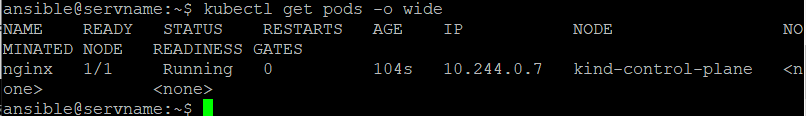 ansible@servname:~$ kubectl get pods -o wide
NAME    READY   STATUS    RESTARTS   AGE    IP           NODE                 NO
MINATED NODE   READINESS GATES
nginx   1/1     Running   0          104s   10.244.0.7   kind-control-plane   <n
one>           <none>
ansible@servname:~$